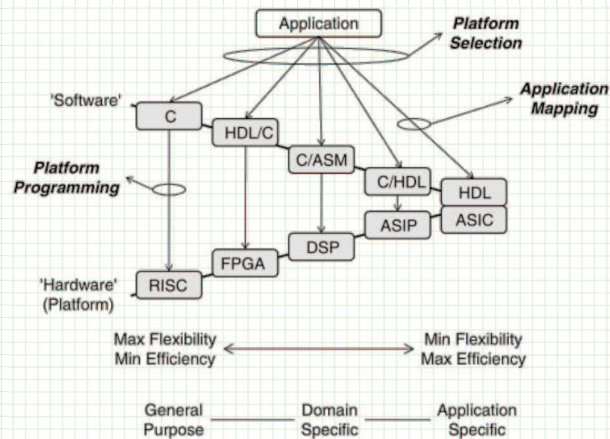 Application
Platform
Selection
'Software'
C
HDL/C
C/ASM
C/HDL
HDL
Application
Mapping
Platform
Programming
ASIP
ASIC
DSP
FPGA
RISC
'Hardware'
(Platform)
Max Flexibility
Min Efficiency
Min Flexibility
Max Efficiency
General
Purpose
Domain
Specific
Application
Specific